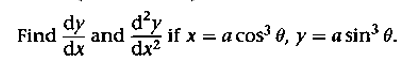 Find dy/dx and d²y/dx² if x = a cos³ θ, y = a sin³ θ.